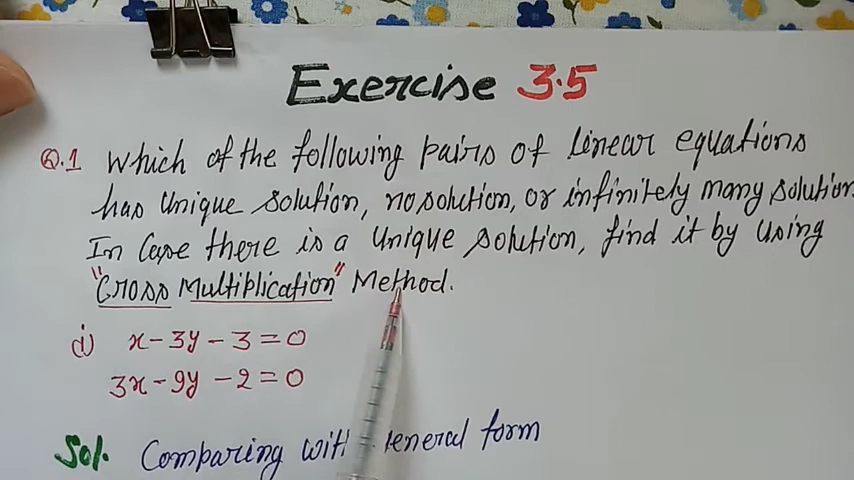 Exercise 3.5
Q.1 Which of the following pairs of linear equations
has Unique solution, no solution, or infinitely many solution
In Case there is a Unique solution, find it by Using
"Cross Multiplication" Method.
(i) x - 3y - 3 = 0
3x - 9y - 2 = 0
Sol. Comparing with general form